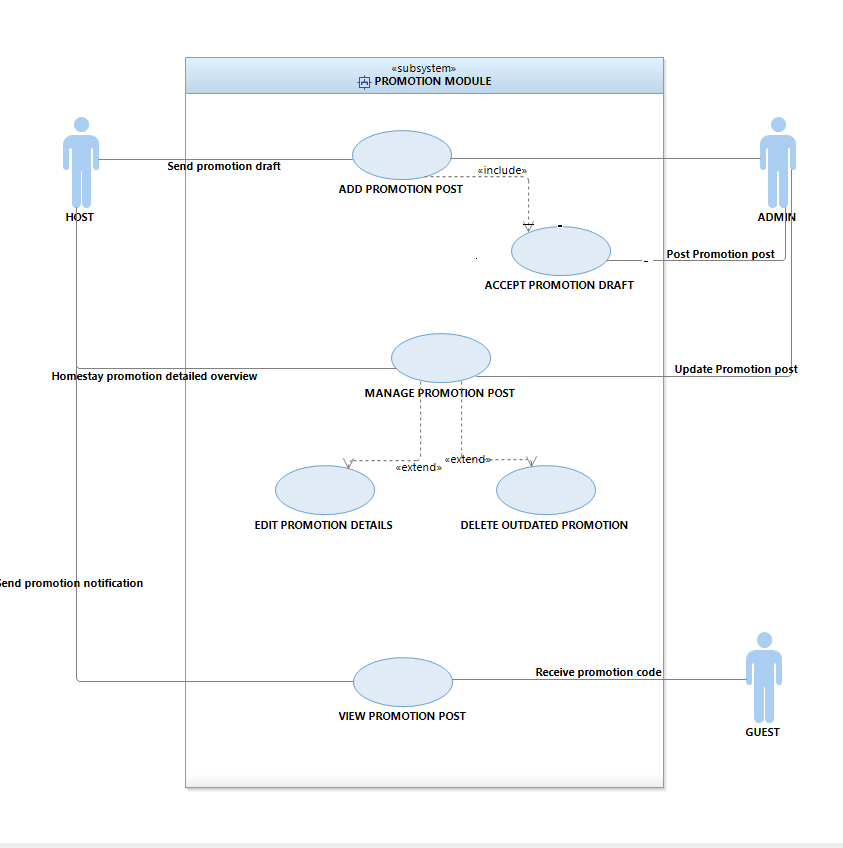 «subsystem»
PROMOTION MODULE
Send promotion draft
«include»
ADD PROMOTION POST
HOST
ADMIN
Post Promotion post
ACCEPT PROMOTION DRAFT
Update Promotion post
Homestay promotion detailed overview
MANAGE PROMOTION POST
«extend»
«extend»
EDIT PROMOTION DETAILS
DELETE OUTDATED PROMOTION
Send promotion notification
Receive promotion code
VIEW PROMOTION POST
GUEST